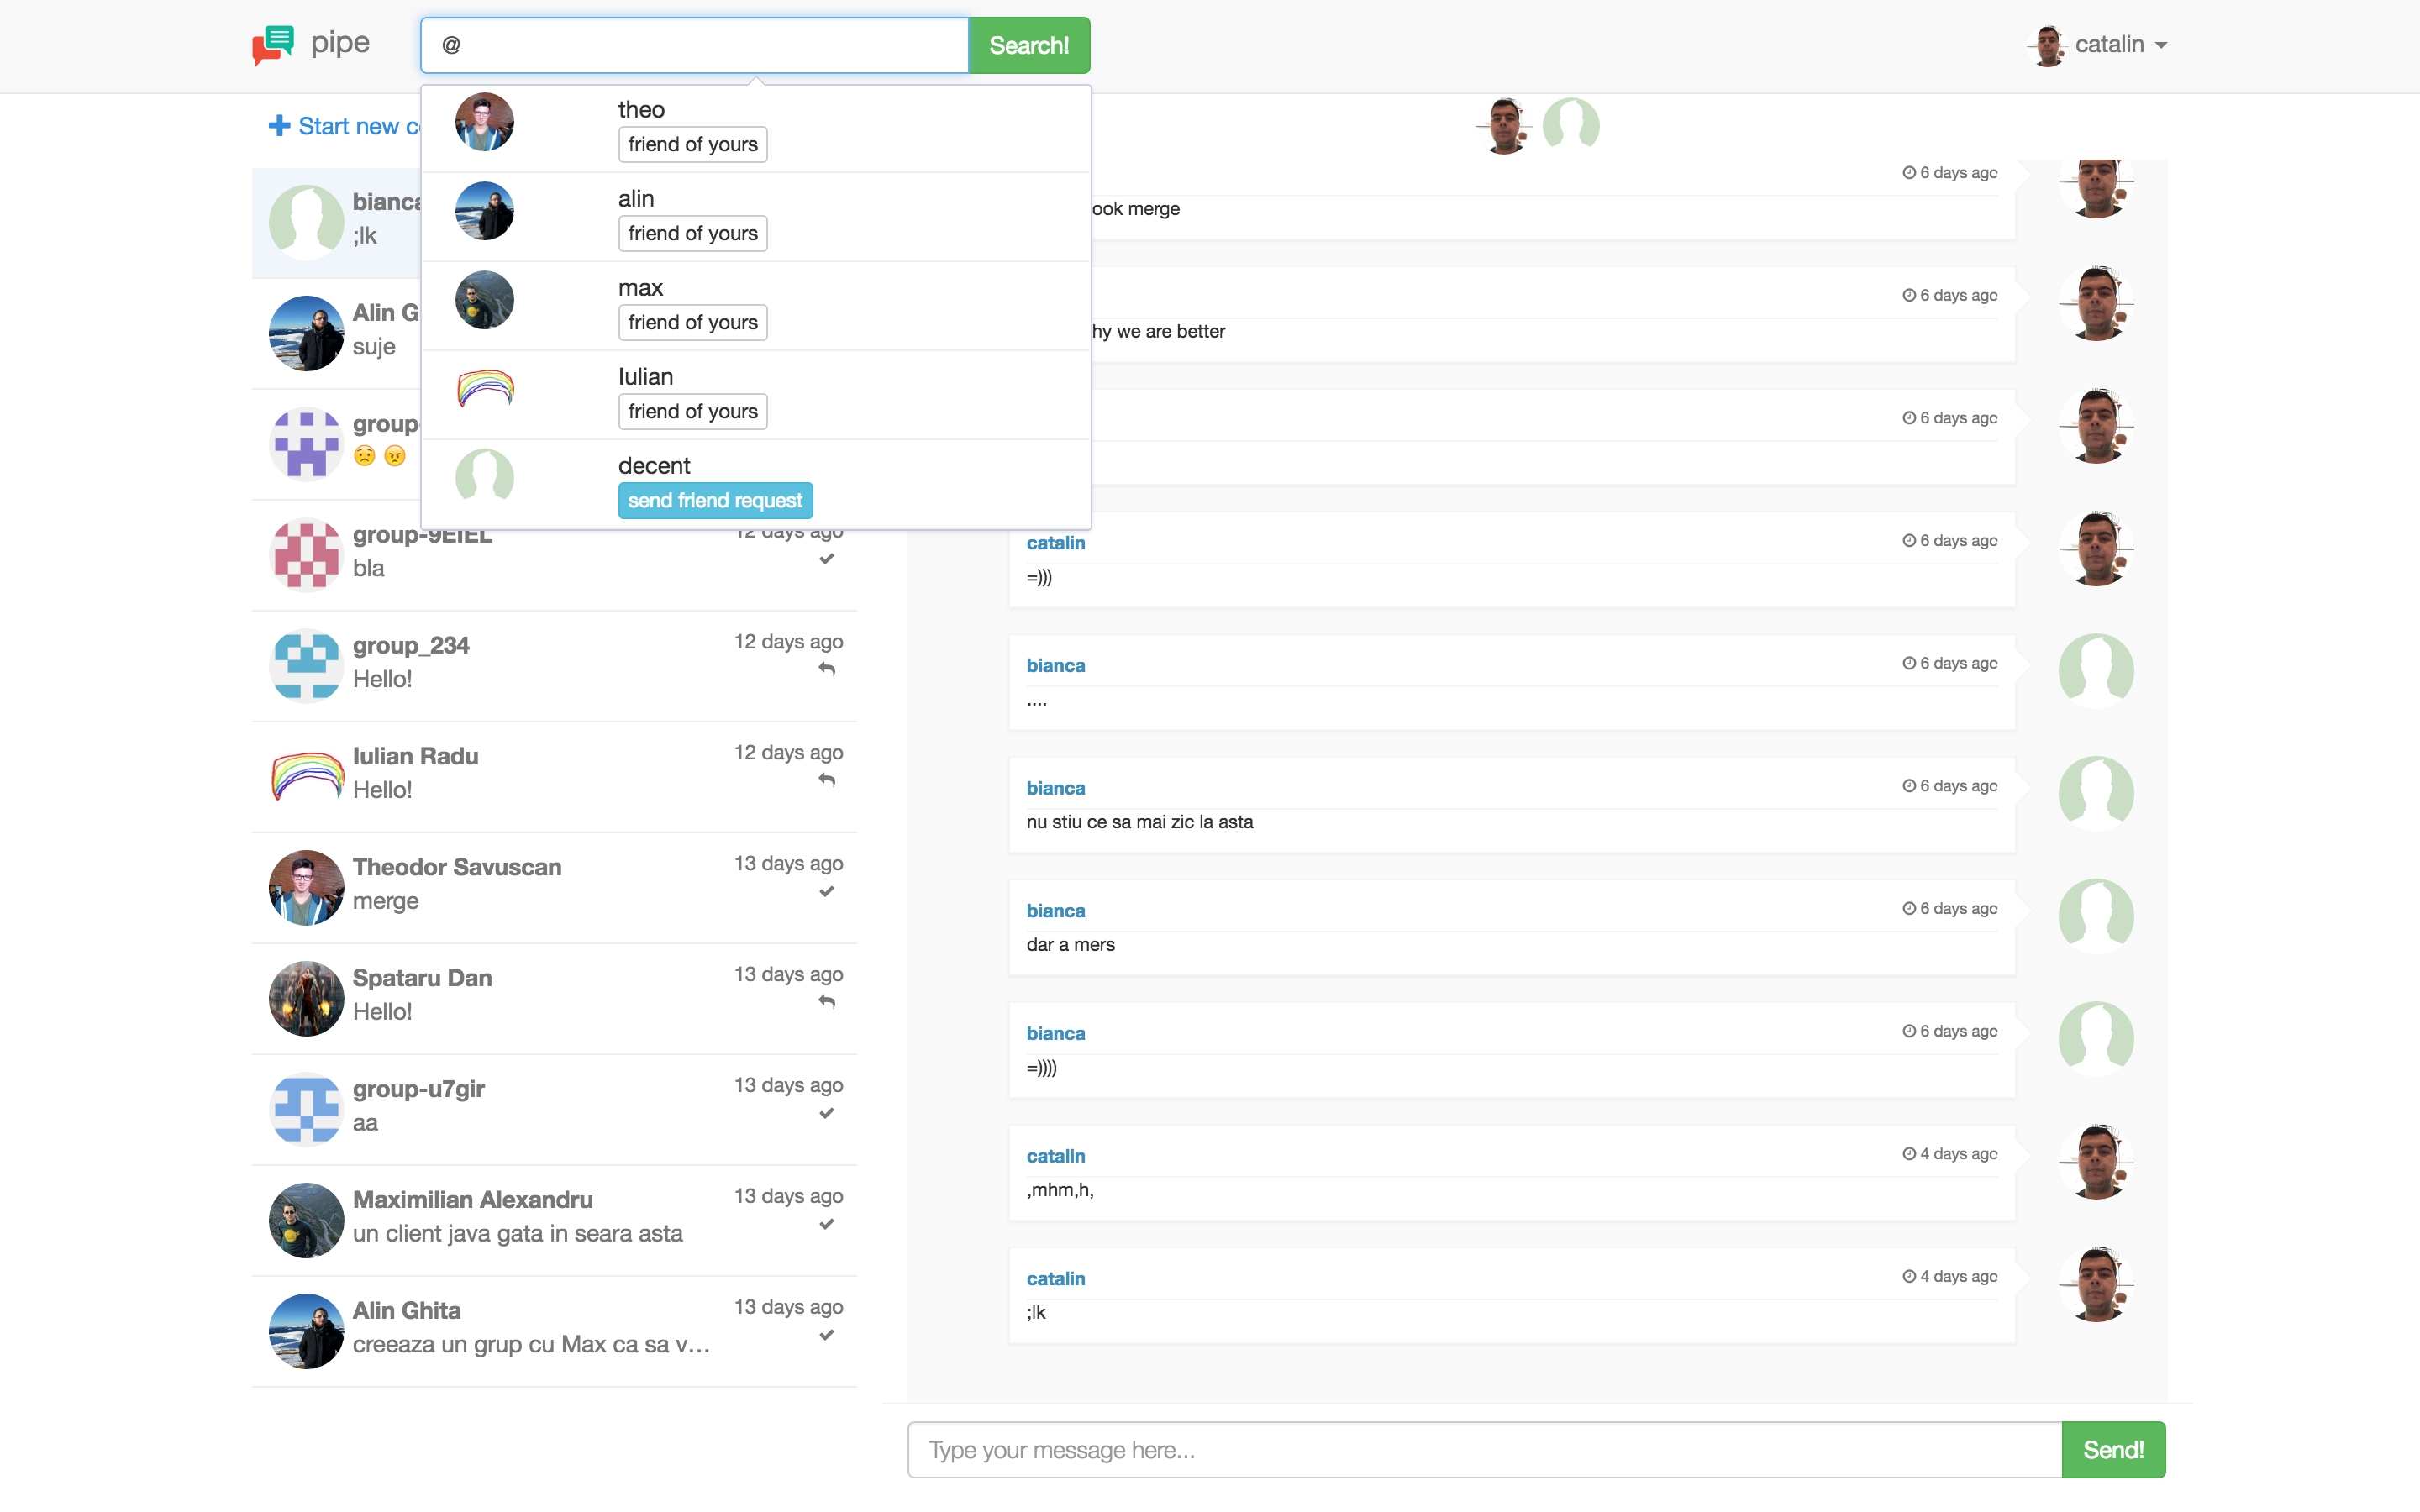 pipe
@
Search!
catalin
theo
friend of yours
alin
friend of yours
max
friend of yours
Iulian
friend of yours
decent
send friend request
Start new
bianca
;lk
Alin G
suje
group-
😟 😠
group-9EIEL
12 days ago
bla
group_234
12 days ago
Hello!
Iulian Radu
12 days ago
Hello!
Theodor Savuscan
13 days ago
merge
Spataru Dan
13 days ago
Hello!
group-u7gir
13 days ago
aa
Maximilian Alexandru
13 days ago
un client java gata in seara asta
Alin Ghita
13 days ago
creeaza un grup cu Max ca sa v...
6 days ago
ook merge
6 days ago
hy we are better
6 days ago
catalin
6 days ago
=)))
bianca
6 days ago
....
bianca
6 days ago
nu stiu ce sa mai zic la asta
bianca
6 days ago
dar a mers
bianca
6 days ago
=))))
catalin
4 days ago
,mhm,h,
catalin
4 days ago
;lk
Type your message here...
Send!